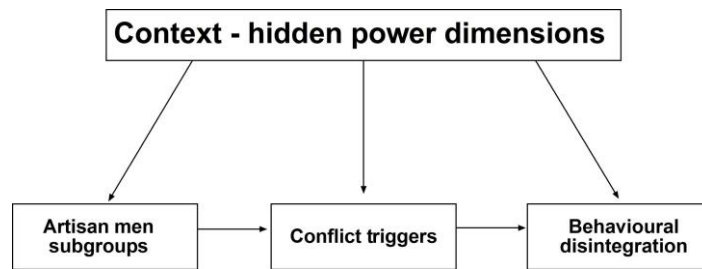 Context - hidden power dimensions
Artisan men
subgroups
Conflict triggers
Behavioural
disintegration